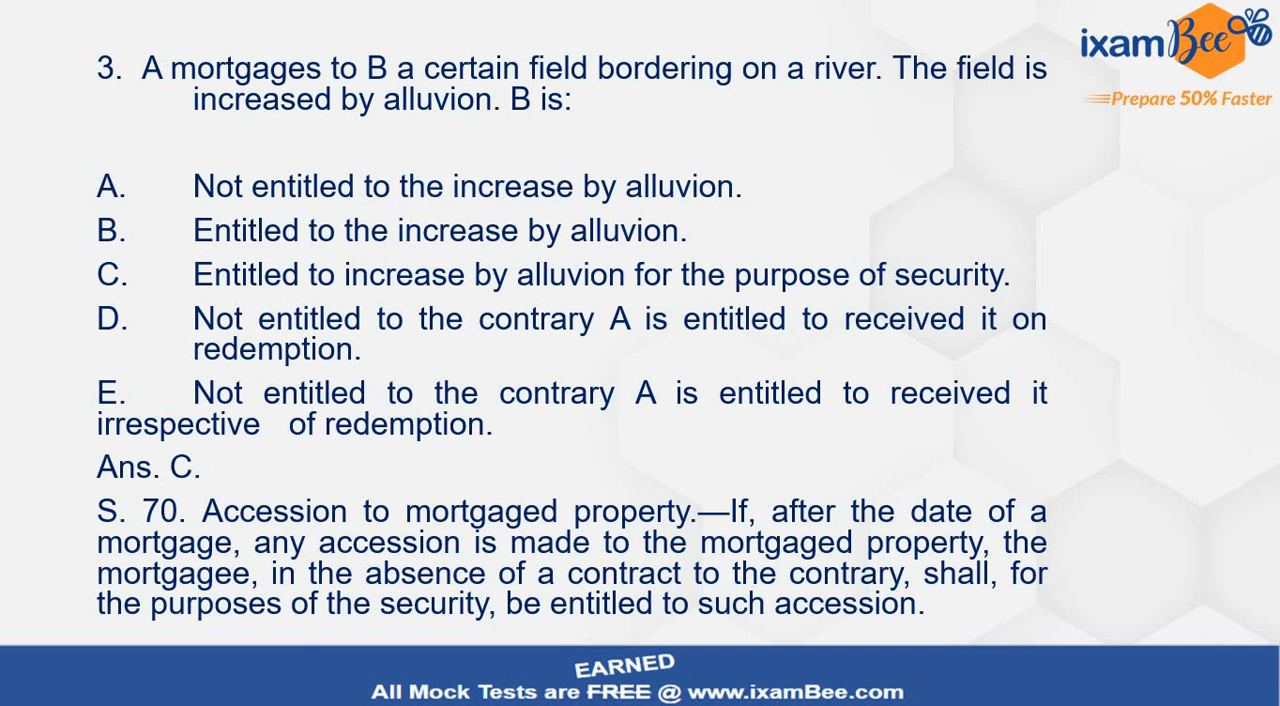 ixamBee
Prepare 50% Faster
3. A mortgages to B a certain field bordering on a river. The field is
increased by alluvion. B is:
A. Not entitled to the increase by alluvion.
B. Entitled to the increase by alluvion.
C. Entitled to increase by alluvion for the purpose of security.
D. Not entitled to the contrary A is entitled to received it on
redemption.
E. Not entitled to the contrary A is entitled to received it
irrespective of redemption.
Ans. C.
S. 70. Accession to mortgaged property.—If, after the date of a
mortgage, any accession is made to the mortgaged property, the
mortgagee, in the absence of a contract to the contrary, shall, for
the purposes of the security, be entitled to such accession.
EARNED
All Mock Tests are FREE @ www.ixamBee.com